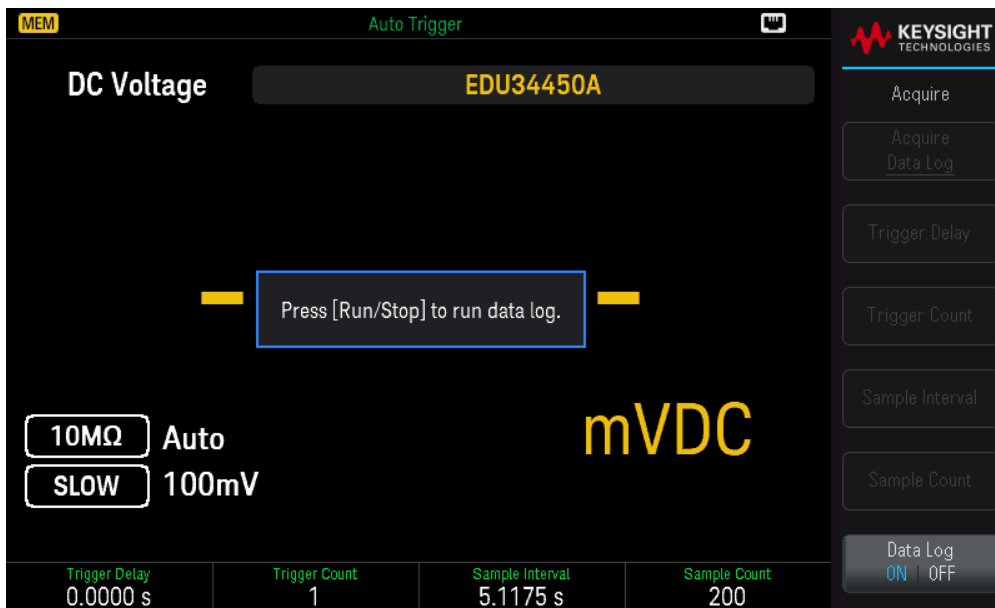 MEM
Auto Trigger
KEYSIGHT
TECHNOLOGIES
DC Voltage
EDU34450A
Acquire
Acquire
Data Log
Trigger Delay
Press [Run/Stop] to run data log.
Trigger Count
Sample Interval
10MΩ Auto
mVDC
SLOW 100mV
Sample Count
Data Log
ON | OFF
Trigger Delay
0.0000 s
Trigger Count
1
Sample Interval
5.1175 s
Sample Count
200